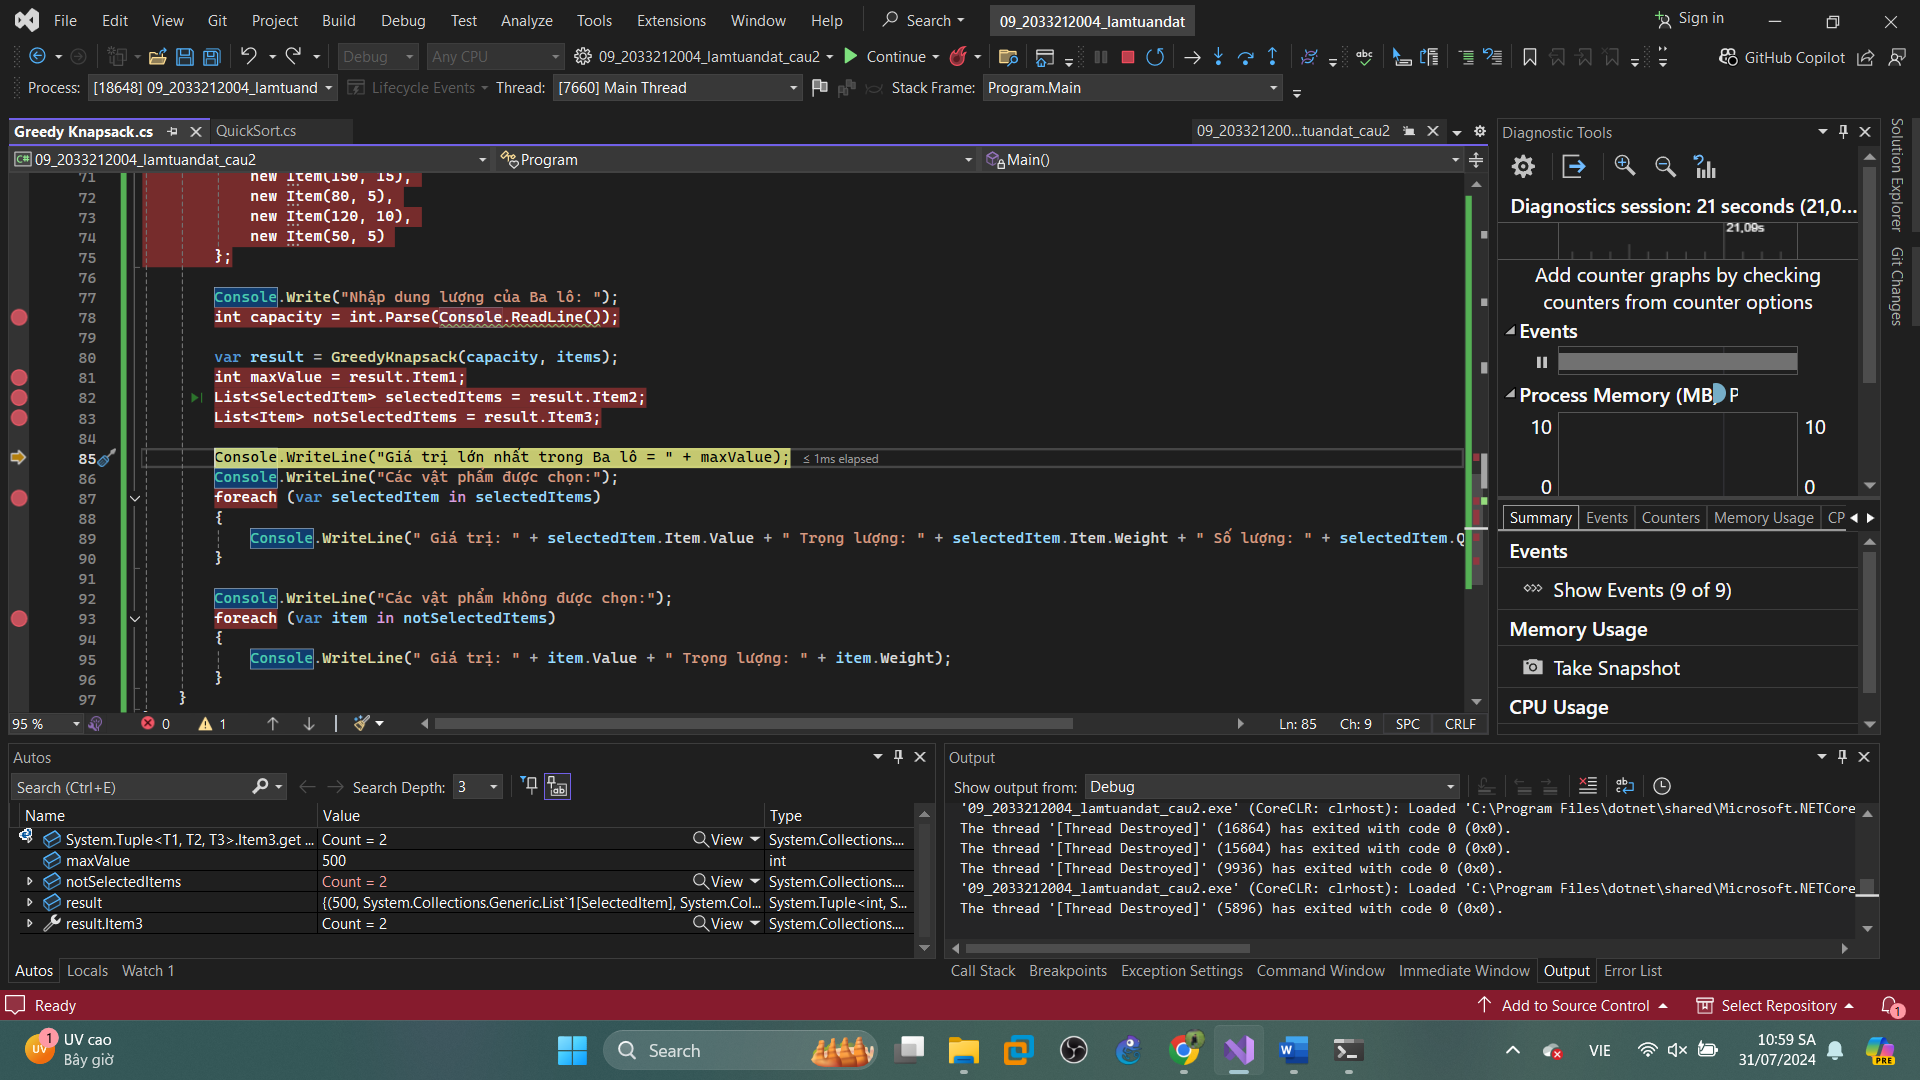 File Edit View Git Project Build Debug Test Analyze Tools Extensions Window Help Search 09_2033212004_lamtuandat Sign in
Debug Any CPU 09_2033212004_lamtuandat_cau2 Continue GitHub Copilot
Process: [18648] 09_2033212004_lamtuand Lifecycle Events Thread: [7660] Main Thread Stack Frame: Program.Main
Greedy Knapsack.cs QuickSort.cs 09_203321200...tuandat_cau2
09_2033212004_lamtuandat_cau2 Program Main()
71 new Item(150, 15),
72 new Item(80, 5),
73 new Item(120, 10),
74 new Item(50, 5)
75 };
76
77 Console.Write("Nhập dung lượng của Ba lô: ");
78 int capacity = int.Parse(Console.ReadLine());
79
80 var result = GreedyKnapsack(capacity, items);
81 int maxValue = result.Item1;
82 List<SelectedItem> selectedItems = result.Item2;
83 List<Item> notSelectedItems = result.Item3;
84
85 Console.WriteLine("Giá trị lớn nhất trong Ba lô = " + maxValue); ≤ 1ms elapsed
86 Console.WriteLine("Các vật phẩm được chọn:");
87 foreach (var selectedItem in selectedItems)
88 {
89 Console.WriteLine(" Giá trị: " + selectedItem.Item.Value + " Trọng lượng: " + selectedItem.Item.Weight + " Số lượng: " + selectedItem.Q
90 }
91
92 Console.WriteLine("Các vật phẩm không được chọn:");
93 foreach (var item in notSelectedItems)
94 {
95 Console.WriteLine(" Giá trị: " + item.Value + " Trọng lượng: " + item.Weight);
96 }
97 }
95 % 0 1 Ln: 85 Ch: 9 SPC CRLF
Diagnostic Tools
Diagnostics session: 21 seconds (21,0...
21,09s
Add counter graphs by checking
counters from counter options
Events
Process Memory (MB) P
10 10
0 0
Summary Events Counters Memory Usage CP
Events
Show Events (9 of 9)
Memory Usage
Take Snapshot
CPU Usage
Solution Explorer
Git Changes
Autos
Search (Ctrl+E) Search Depth: 3
Name Value Type
System.Tuple<T1, T2, T3>.Item3.get ... Count = 2 View System.Collections....
maxValue 500 int
notSelectedItems Count = 2 View System.Collections....
result {(500, System.Collections.Generic.List`1[SelectedItem], System.Col... System.Tuple<int, S...
result.Item3 Count = 2 View System.Collections....
Autos Locals Watch 1
Output
Show output from: Debug
'09_2033212004_lamtuandat_cau2.exe' (CoreCLR: clrhost): Loaded 'C:\Program Files\dotnet\shared\Microsoft.NETCore
The thread '[Thread Destroyed]' (16864) has exited with code 0 (0x0).
The thread '[Thread Destroyed]' (15604) has exited with code 0 (0x0).
The thread '[Thread Destroyed]' (9936) has exited with code 0 (0x0).
'09_2033212004_lamtuandat_cau2.exe' (CoreCLR: clrhost): Loaded 'C:\Program Files\dotnet\shared\Microsoft.NETCore
The thread '[Thread Destroyed]' (5896) has exited with code 0 (0x0).
Call Stack Breakpoints Exception Settings Command Window Immediate Window Output Error List
Ready Add to Source Control Select Repository 1
UV 1 UV cao
Bây giờ
Search
VIE
10:59 SA
31/07/2024
PRE